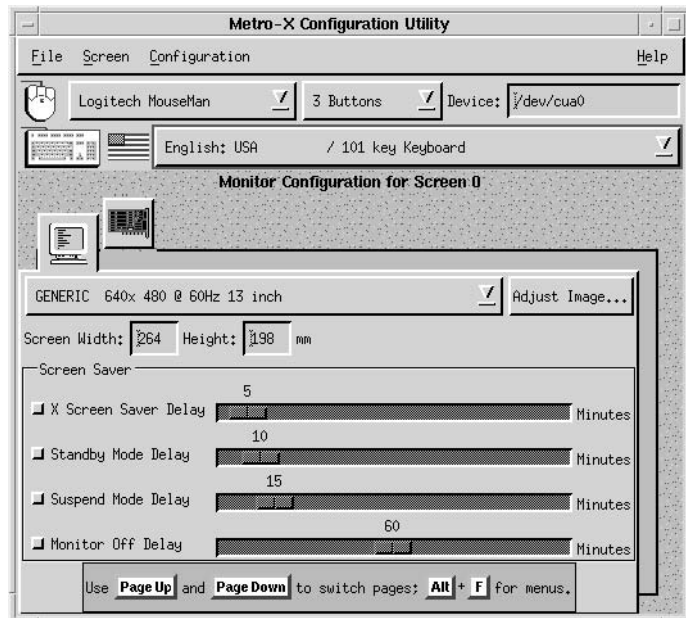 Metro-X Configuration Utility
File Screen Configuration Help
Logitech MouseMan 3 Buttons Device: /dev/cua0
English: USA / 101 key Keyboard
Monitor Configuration for Screen 0
GENERIC 640x 480 @ 60Hz 13 inch Adjust Image...
Screen Width: 264 Height: 198 mm
Screen Saver
5
X Screen Saver Delay Minutes
10
Standby Mode Delay Minutes
15
Suspend Mode Delay Minutes
60
Monitor Off Delay Minutes
Use Page Up and Page Down to switch pages; Alt + F for menus.